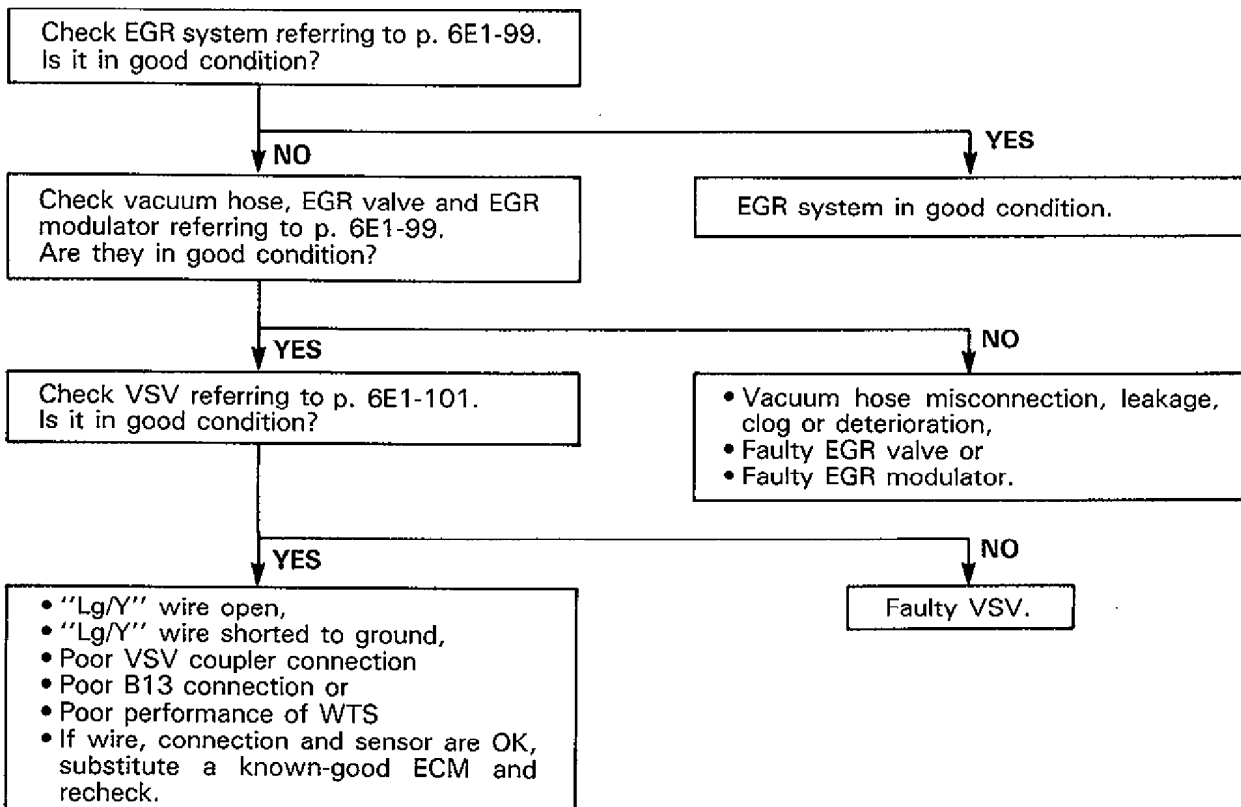 Check EGR system referring to p. 6E1-99.
Is it in good condition?
NO
YES
Check vacuum hose, EGR valve and EGR
modulator referring to p. 6E1-99.
Are they in good condition?
EGR system in good condition.
YES
NO
Check VSV referring to p. 6E1-101.
Is it in good condition?
• Vacuum hose misconnection, leakage,
clog or deterioration,
• Faulty EGR valve or
• Faulty EGR modulator.
YES
NO
• "Lg/Y" wire open,
• "Lg/Y" wire shorted to ground,
• Poor VSV coupler connection
• Poor B13 connection or
• Poor performance of WTS
• If wire, connection and sensor are OK,
substitute a known-good ECM and
recheck.
Faulty VSV.